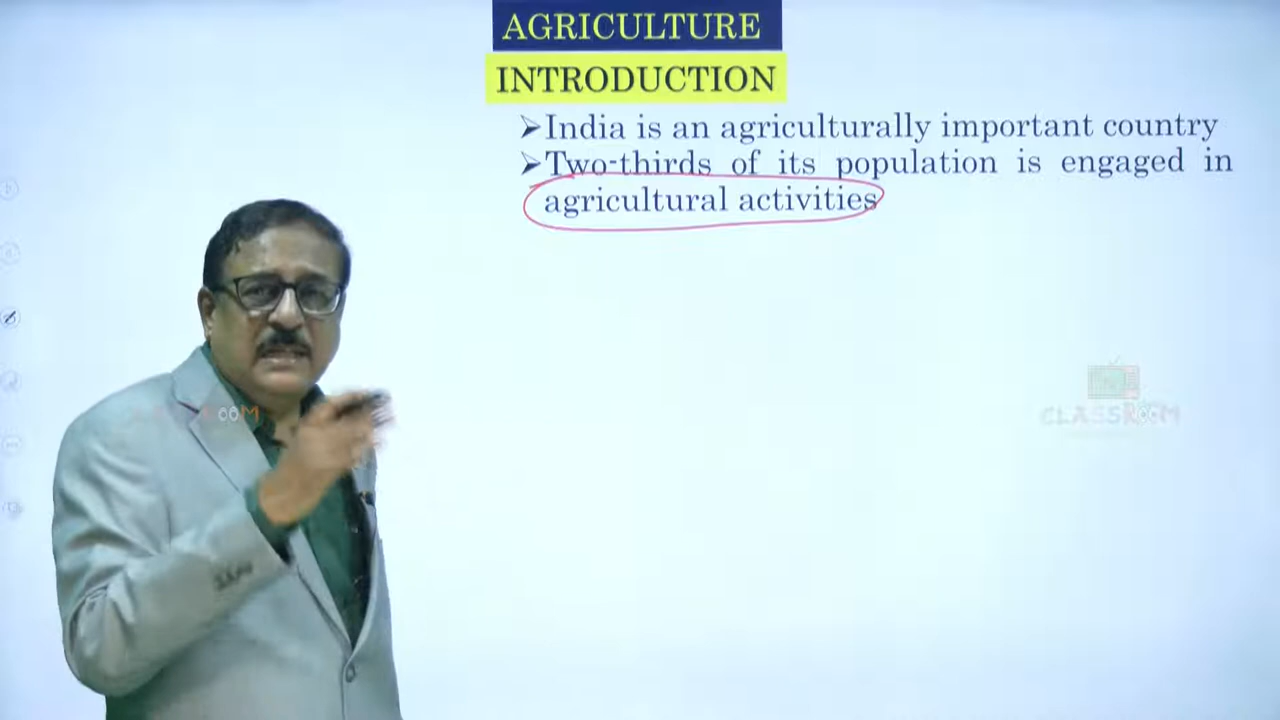 AGRICULTURE
INTRODUCTION
➢India is an agriculturally important country
➢Two-thirds of its population is engaged in
agricultural activities
CLASSROOM